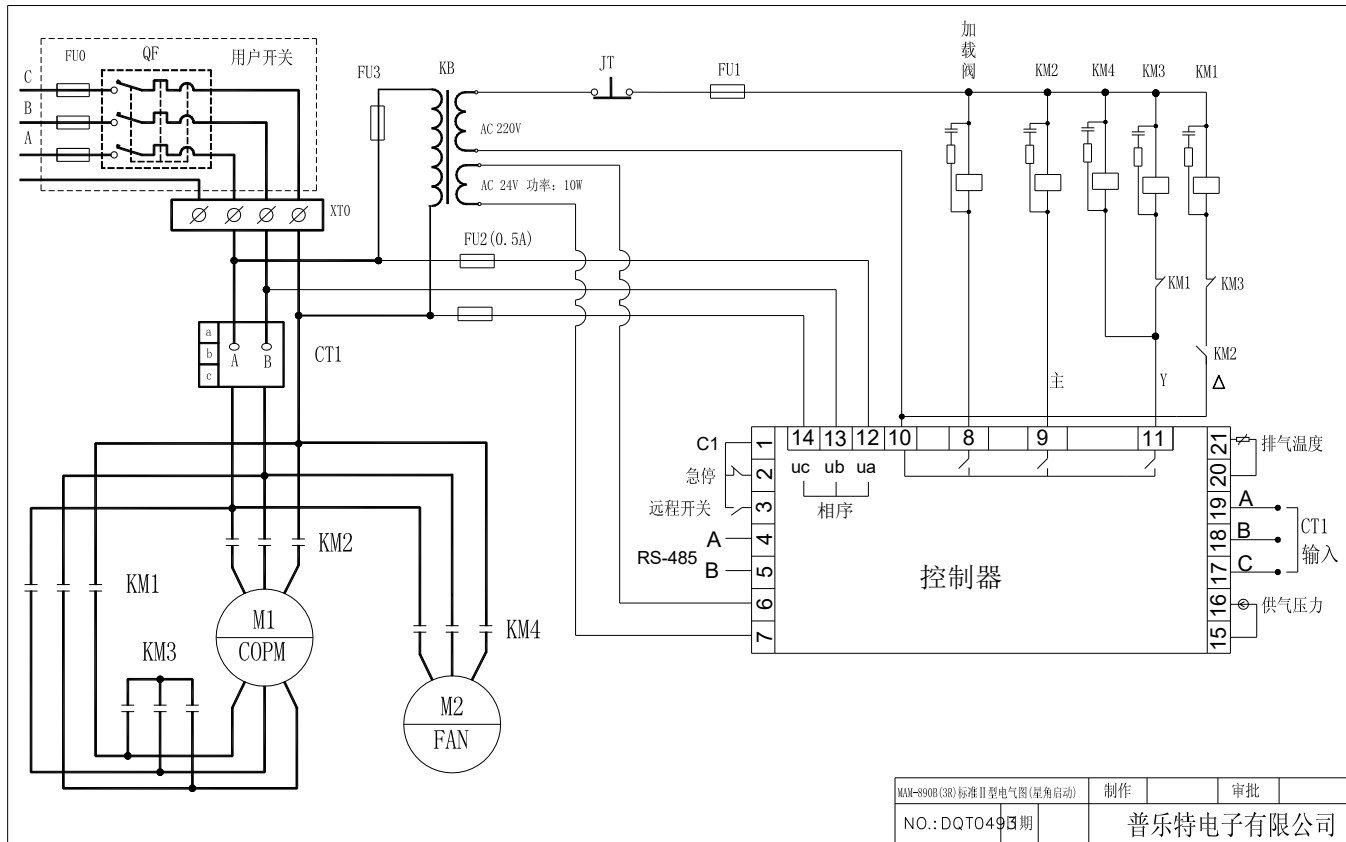 FU0
QF
用户开关
C
B
A
XT0
FU3
KB
JT
FU1
AC 220V
AC 24V 功率: 10W
FU2(0.5A)
加载阀
KM2
KM4
KM3
KM1
KM1
KM3
KM2
主
Y
Δ
a
b
c
A
B
CT1
C1
急停
远程开关
RS-485
A
B
1
2
3
4
5
6
7
14
13
12
10
8
9
11
uc
ub
ua
相序
控制器
21
20
19
18
17
16
15
排气温度
A
B
C
CT1
输入
供气压力
KM2
KM1
M1
COPM
KM3
KM4
M2
FAN
MAM-890B(3R)标准Ⅱ型电气图(星角启动)
制作
审批
NO.:DQT0493
期
普乐特电子有限公司